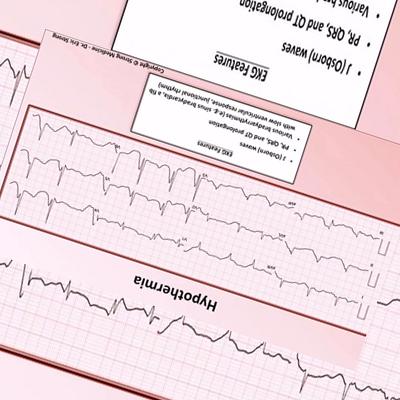 Hypothermia
EKG Features
• J (Osborn) waves
• PR, QRS, and QT prolongation
• Various bradyarrhythmias (e.g. sinus bradycardia, a fib
with slow ventricular response, junctional rhythm)
Copyright © Strong Medicine - Dr. Eric Strong
EKG Features
• J (Osborn) waves
• PR, QRS, and QT prolongation
• Various